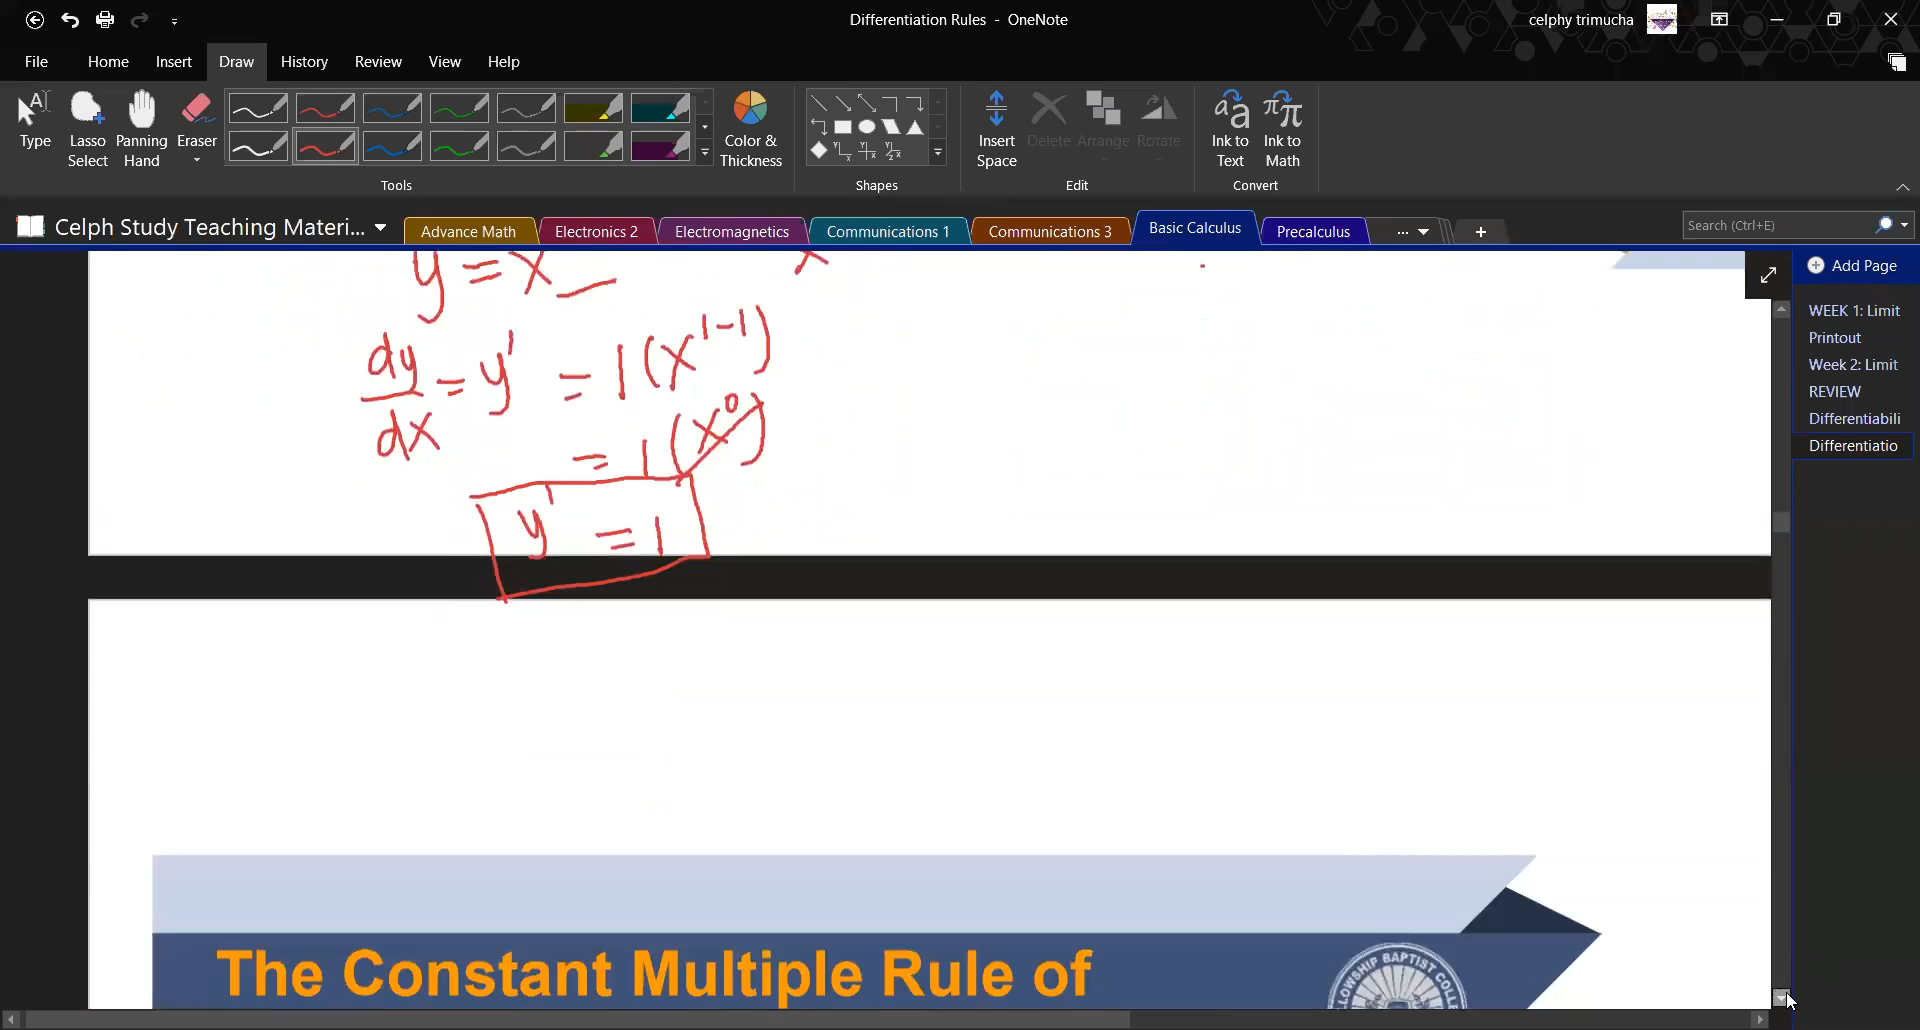 Differentiation Rules - OneNote
celphy trimucha
File Home Insert Draw History Review View Help
Type
Lasso Select
Panning Hand
Eraser
Color & Thickness
Insert Space
Delete
Arrange
Rotate
Ink to Text
Ink to Math
Tools
Shapes
Edit
Convert
Celph Study Teaching Materi...
Advance Math
Electronics 2
Electromagnetics
Communications 1
Communications 3
Basic Calculus
Precalculus
...
Search (Ctrl+E)
Add Page
WEEK 1: Limit
Printout
Week 2: Limit
REVIEW
Differentiabili
Differentiatio
y = x
x
dy/dx = y' = 1(x^{1-1})
= 1(x^0)
y' = 1
The Constant Multiple Rule of
LLOWSHIP BAPTIST COLLEG